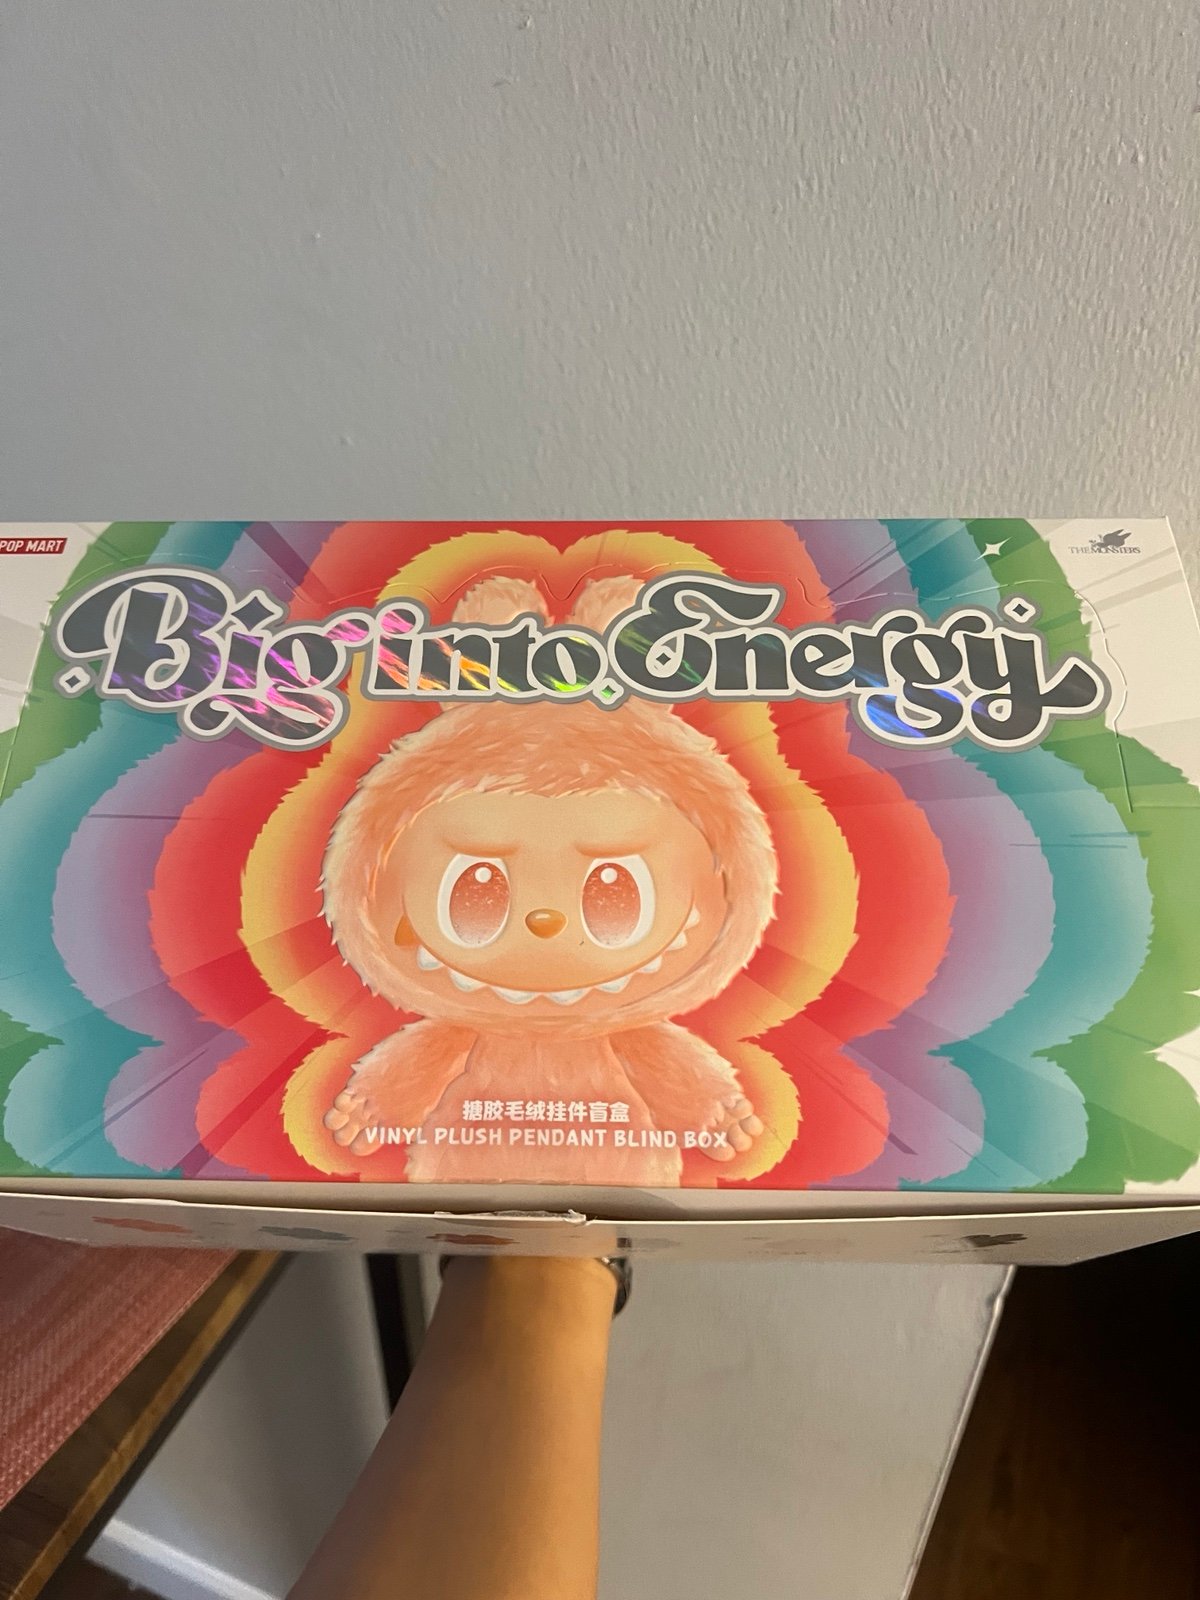 POP MART
THE MONSTERS
Big into Energy
搪胶毛绒挂件盲盒
VINYL PLUSH PENDANT BLIND BOX